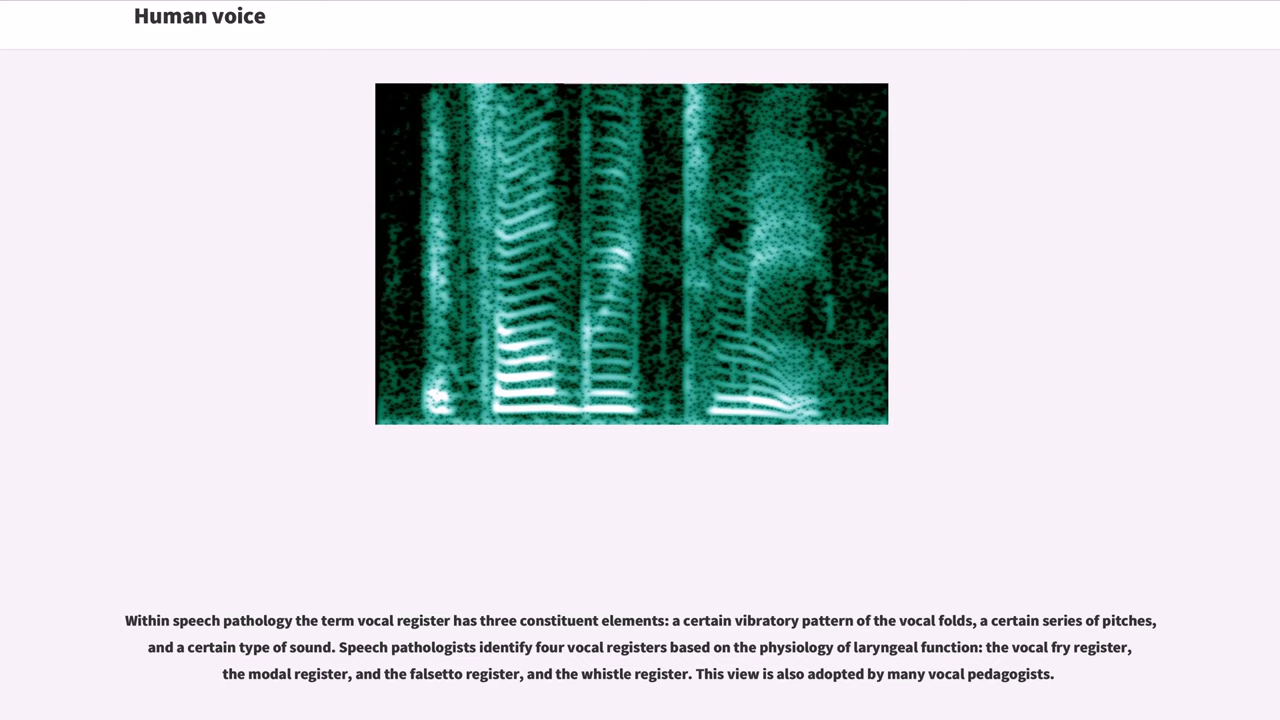 Human voice
Within speech pathology the term vocal register has three constituent elements: a certain vibratory pattern of the vocal folds, a certain series of pitches,
and a certain type of sound. Speech pathologists identify four vocal registers based on the physiology of laryngeal function: the vocal fry register,
the modal register, and the falsetto register, and the whistle register. This view is also adopted by many vocal pedagogists.